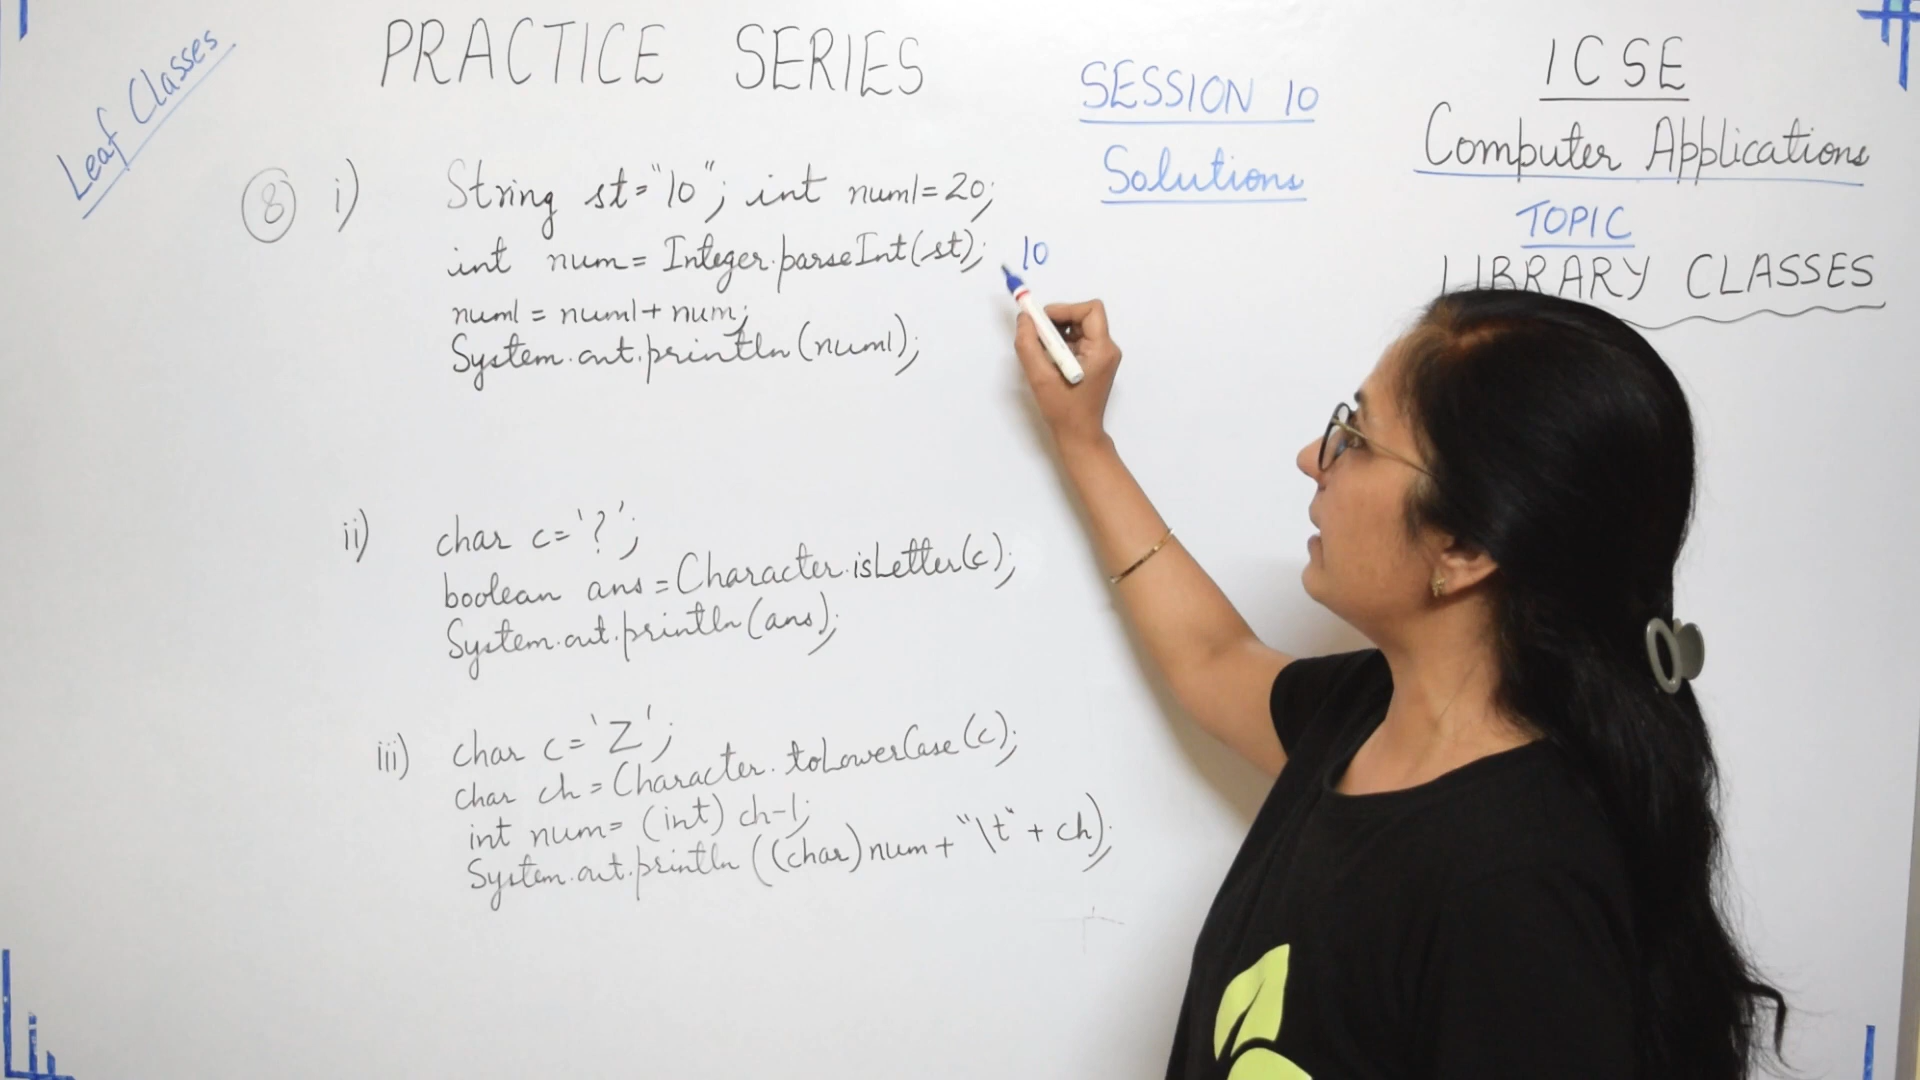 Leaf Classes
PRACTICE SERIES
SESSION 10
Solutions
ICSE
Computer Applications
TOPIC
LIBRARY CLASSES
8 i) String st="10"; int num1=20;
int num=Integer.parseInt(st); 10
num1=num1+num;
System.out.println(num1);
ii) char c='?';
boolean ans=Character.isLetter(c);
System.out.println(ans);
iii) char c='Z';
char ch=Character.toLowerCase(c);
int num=(int) ch-1;
System.out.println((char)num+"\t"+ch);